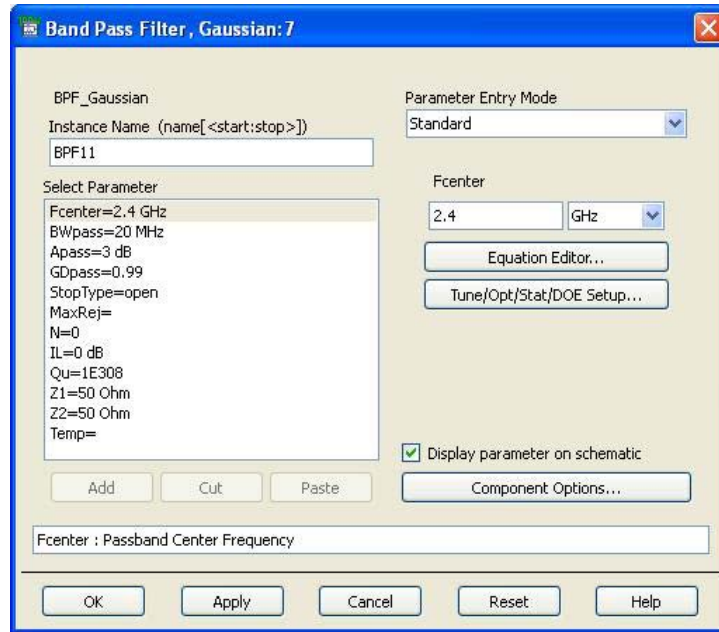 Band Pass Filter , Gaussian:7
BPF_Gaussian
Instance Name (name[<start:stop>])
BPF11
Select Parameter
Fcenter=2.4 GHz
BWpass=20 MHz
Apass=3 dB
GDpass=0.99
StopType=open
MaxRej=
N=0
IL=0 dB
Qu=1E308
Z1=50 Ohm
Z2=50 Ohm
Temp=
Add Cut Paste
Parameter Entry Mode
Standard
Fcenter
2.4 GHz
Equation Editor...
Tune/Opt/Stat/DOE Setup...
Display parameter on schematic
Component Options...
Fcenter : Passband Center Frequency
OK Apply Cancel Reset Help